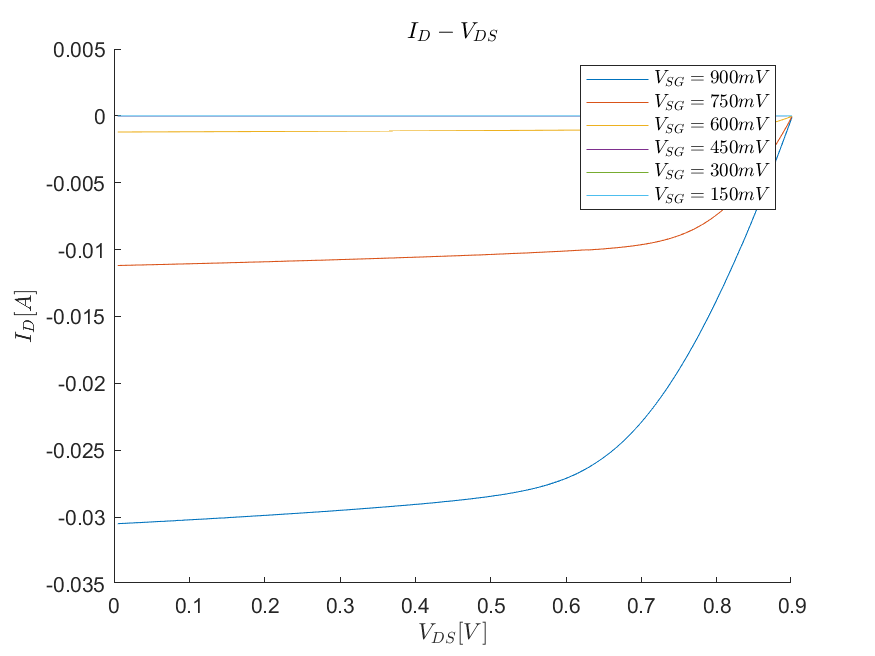 I_D − V_DS
0.005
0
-0.005
-0.01
-0.015
-0.02
-0.025
-0.03
-0.035
I_D[A]
V_SG = 900mV
V_SG = 750mV
V_SG = 600mV
V_SG = 450mV
V_SG = 300mV
V_SG = 150mV
0 0.1 0.2 0.3 0.4 0.5 0.6 0.7 0.8 0.9
V_DS[V]